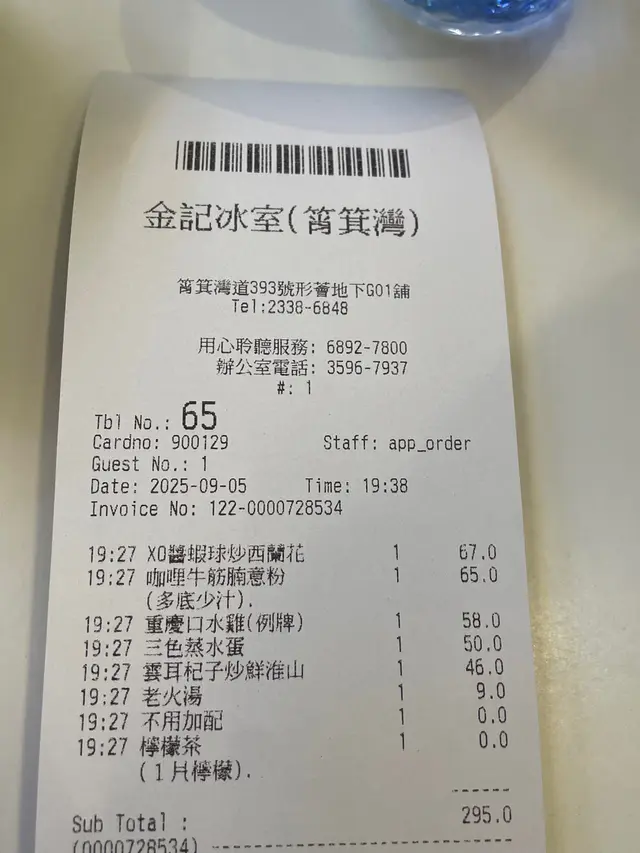 金記冰室(筲箕灣)
筲箕灣道393號形薈地下G01舖
Tel:2338-6848
用心聆聽服務: 6892-7800
辦公室電話: 3596-7937
#: 1
Tbl No.: 65
Cardno: 900129 Staff: app_order
Guest No.: 1
Date: 2025-09-05 Time: 19:38
Invoice No: 122-0000728534
19:27 XO醬蝦球炒西蘭花 1 67.0
19:27 咖哩牛筋腩意粉 1 65.0
(多底少汁).
19:27 重慶口水雞(例牌) 1 58.0
19:27 三色蒸水蛋 1 50.0
19:27 雲耳杞子炒鮮淮山 1 46.0
19:27 老火湯 1 9.0
19:27 不用加配 1 0.0
19:27 檸檬茶 1 0.0
(1片檸檬).
Sub Total : 295.0
(0000728534)